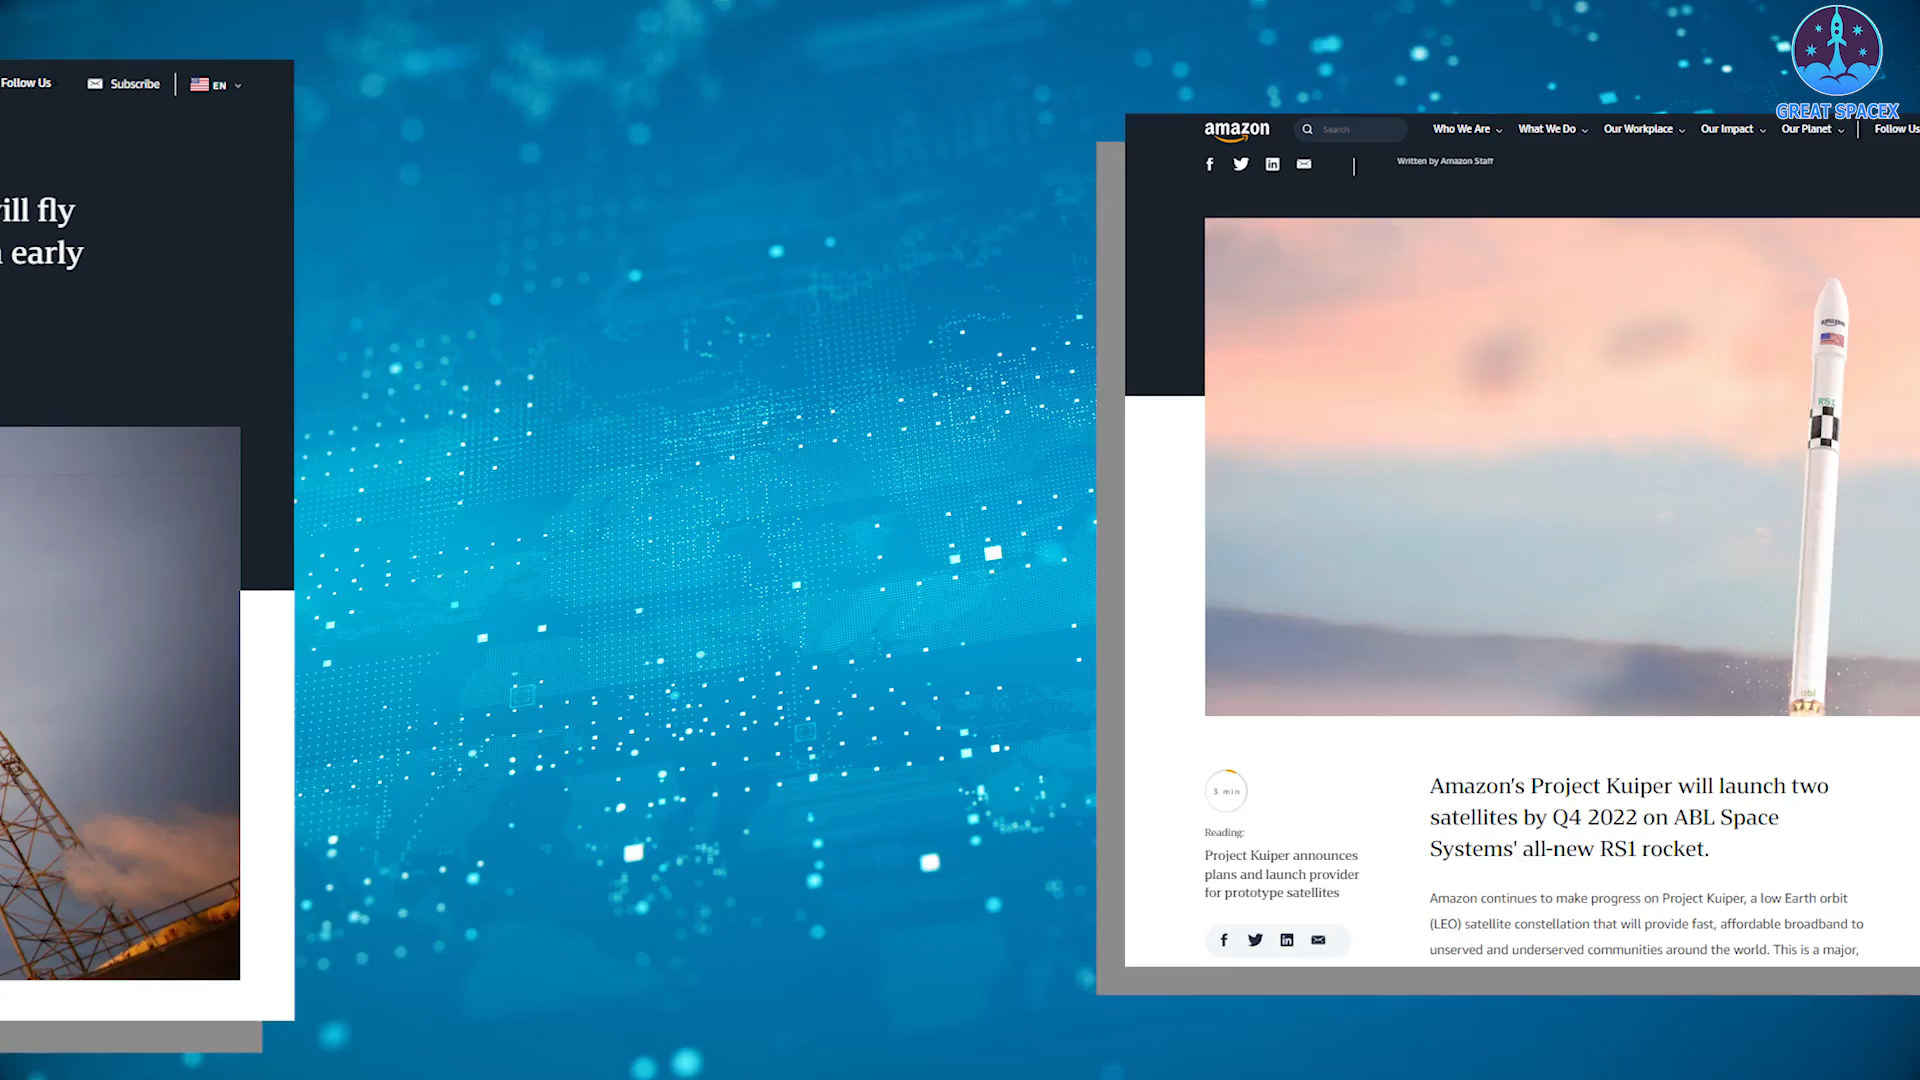 Follow Us
Subscribe
EN
ill fly
early
GREAT SPACEX
amazon
Search
Who We Are
What We Do
Our Workplace
Our Impact
Our Planet
Follow Us
Written by Amazon Staff
amazon
RS1
abl
3 min
Reading:
Project Kuiper announces
plans and launch provider
for prototype satellites
Amazon's Project Kuiper will launch two
satellites by Q4 2022 on ABL Space
Systems' all-new RS1 rocket.
Amazon continues to make progress on Project Kuiper, a low Earth orbit
(LEO) satellite constellation that will provide fast, affordable broadband to
unserved and underserved communities around the world. This is a major,